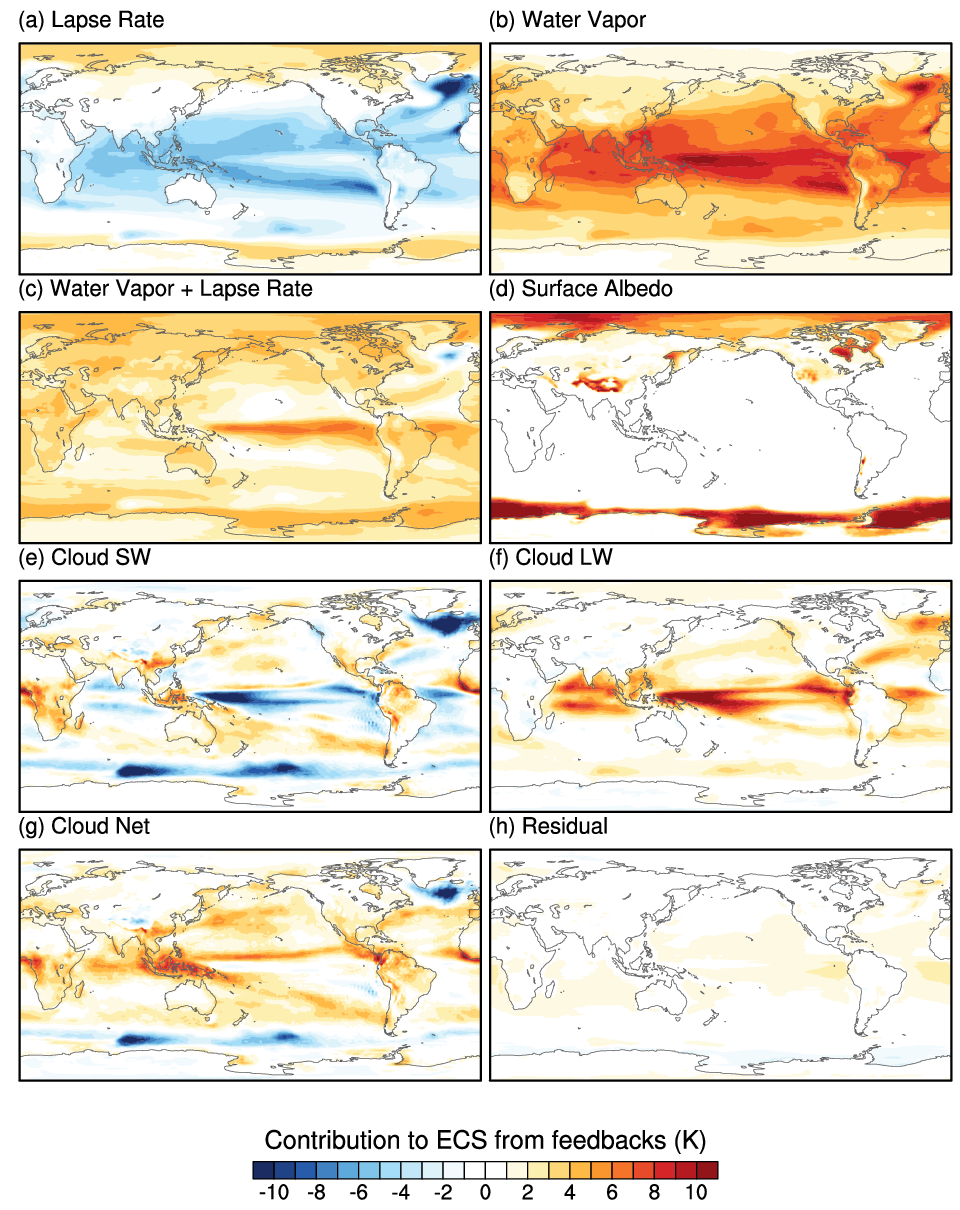 (a) Lapse Rate
(b) Water Vapor
(c) Water Vapor + Lapse Rate
(d) Surface Albedo
(e) Cloud SW
(f) Cloud LW
(g) Cloud Net
(h) Residual
Contribution to ECS from feedbacks (K)
-10 -8 -6 -4 -2 0 2 4 6 8 10